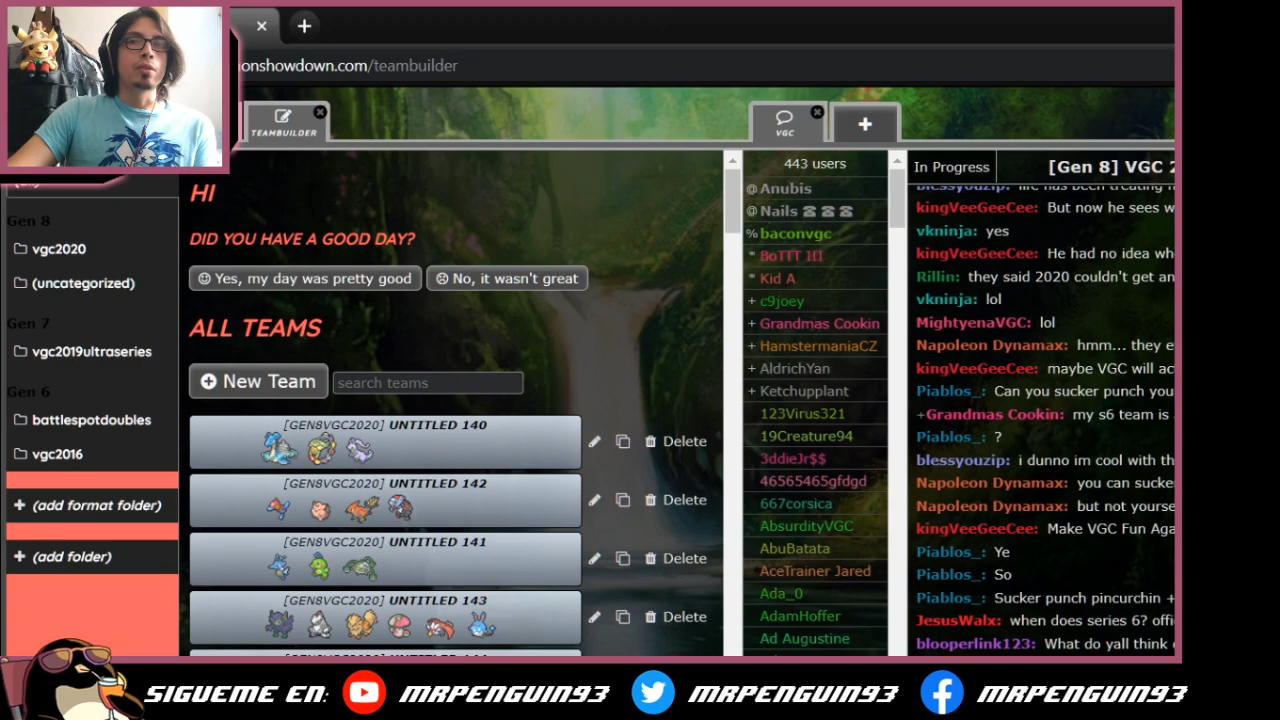 onshowdown.com/teambuilder
TEAMBUILDER
VGC
Gen 8
vgc2020
(uncategorized)
Gen 7
vgc2019ultraseries
Gen 6
battlespotdoubles
vgc2016
(add format folder)
(add folder)
HI
DID YOU HAVE A GOOD DAY?
Yes, my day was pretty good
No, it wasn't great
ALL TEAMS
New Team
search teams
[GEN8VGC2020] UNTITLED 140
Delete
[GEN8VGC2020] UNTITLED 142
Delete
[GEN8VGC2020] UNTITLED 141
Delete
[GEN8VGC2020] UNTITLED 143
Delete
443 users
@ Anubis
@ Nails ☎ ☎ ☎
% baconvgc
* BoTTT III
* Kid A
+ c9joey
+ Grandmas Cookin
+ HamstermaniaCZ
+ AldrichYan
+ Ketchupplant
123Virus321
19Creature94
3ddieJr$$
46565465gfdgd
667corsica
AbsurdityVGC
AbuBatata
AceTrainer Jared
Ada_0
AdamHoffer
Ad Augustine
In Progress
[Gen 8] VGC 2
blessyouzip: life has been treating
kingVeeGeeCee: But now he sees w
vkninja: yes
kingVeeGeeCee: He had no idea wh
Rillin: they said 2020 couldn't get an
vkninja: lol
MightyenaVGC: lol
Napoleon Dynamax: hmm... they e
kingVeeGeeCee: maybe VGC will ac
Piablos_: Can you sucker punch you
+Grandmas Cookin: my s6 team is
Piablos_: ?
blessyouzip: i dunno im cool with th
Napoleon Dynamax: you can sucke
Napoleon Dynamax: but not yourse
kingVeeGeeCee: Make VGC Fun Aga
Piablos_: Ye
Piablos_: So
Piablos_: Sucker punch pincurchin +
JesusWalx: when does series 6? offi
blooperlink123: What do yall think
SIGUEME EN: MRPENGUIN93 MRPENGUIN93 MRPENGUIN93